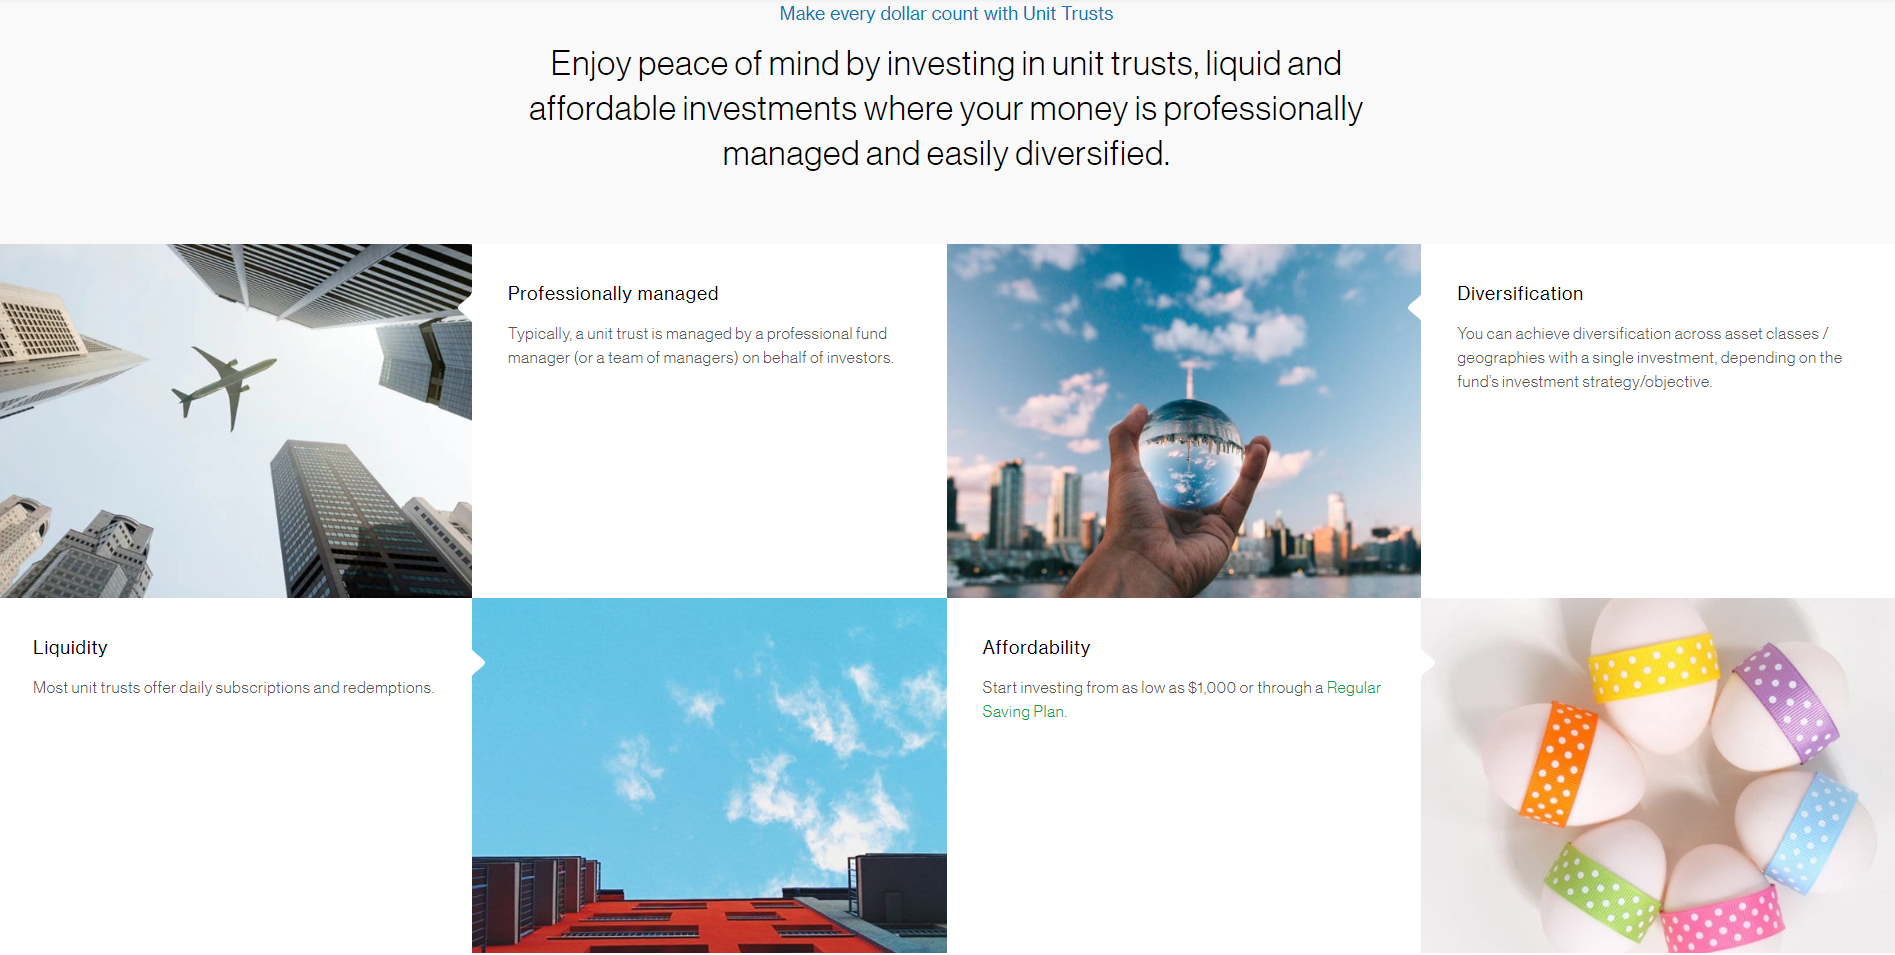 Make every dollar count with Unit Trusts
Enjoy peace of mind by investing in unit trusts, liquid and
affordable investments where your money is professionally
managed and easily diversified.
Professionally managed
Typically, a unit trust is managed by a professional fund
manager (or a team of managers) on behalf of investors.
Diversification
You can achieve diversification across asset classes /
geographies with a single investment, depending on the
fund's investment strategy/objective.
Liquidity
Most unit trusts offer daily subscriptions and redemptions.
Affordability
Start investing from as low as $1,000 or through a Regular
Saving Plan.